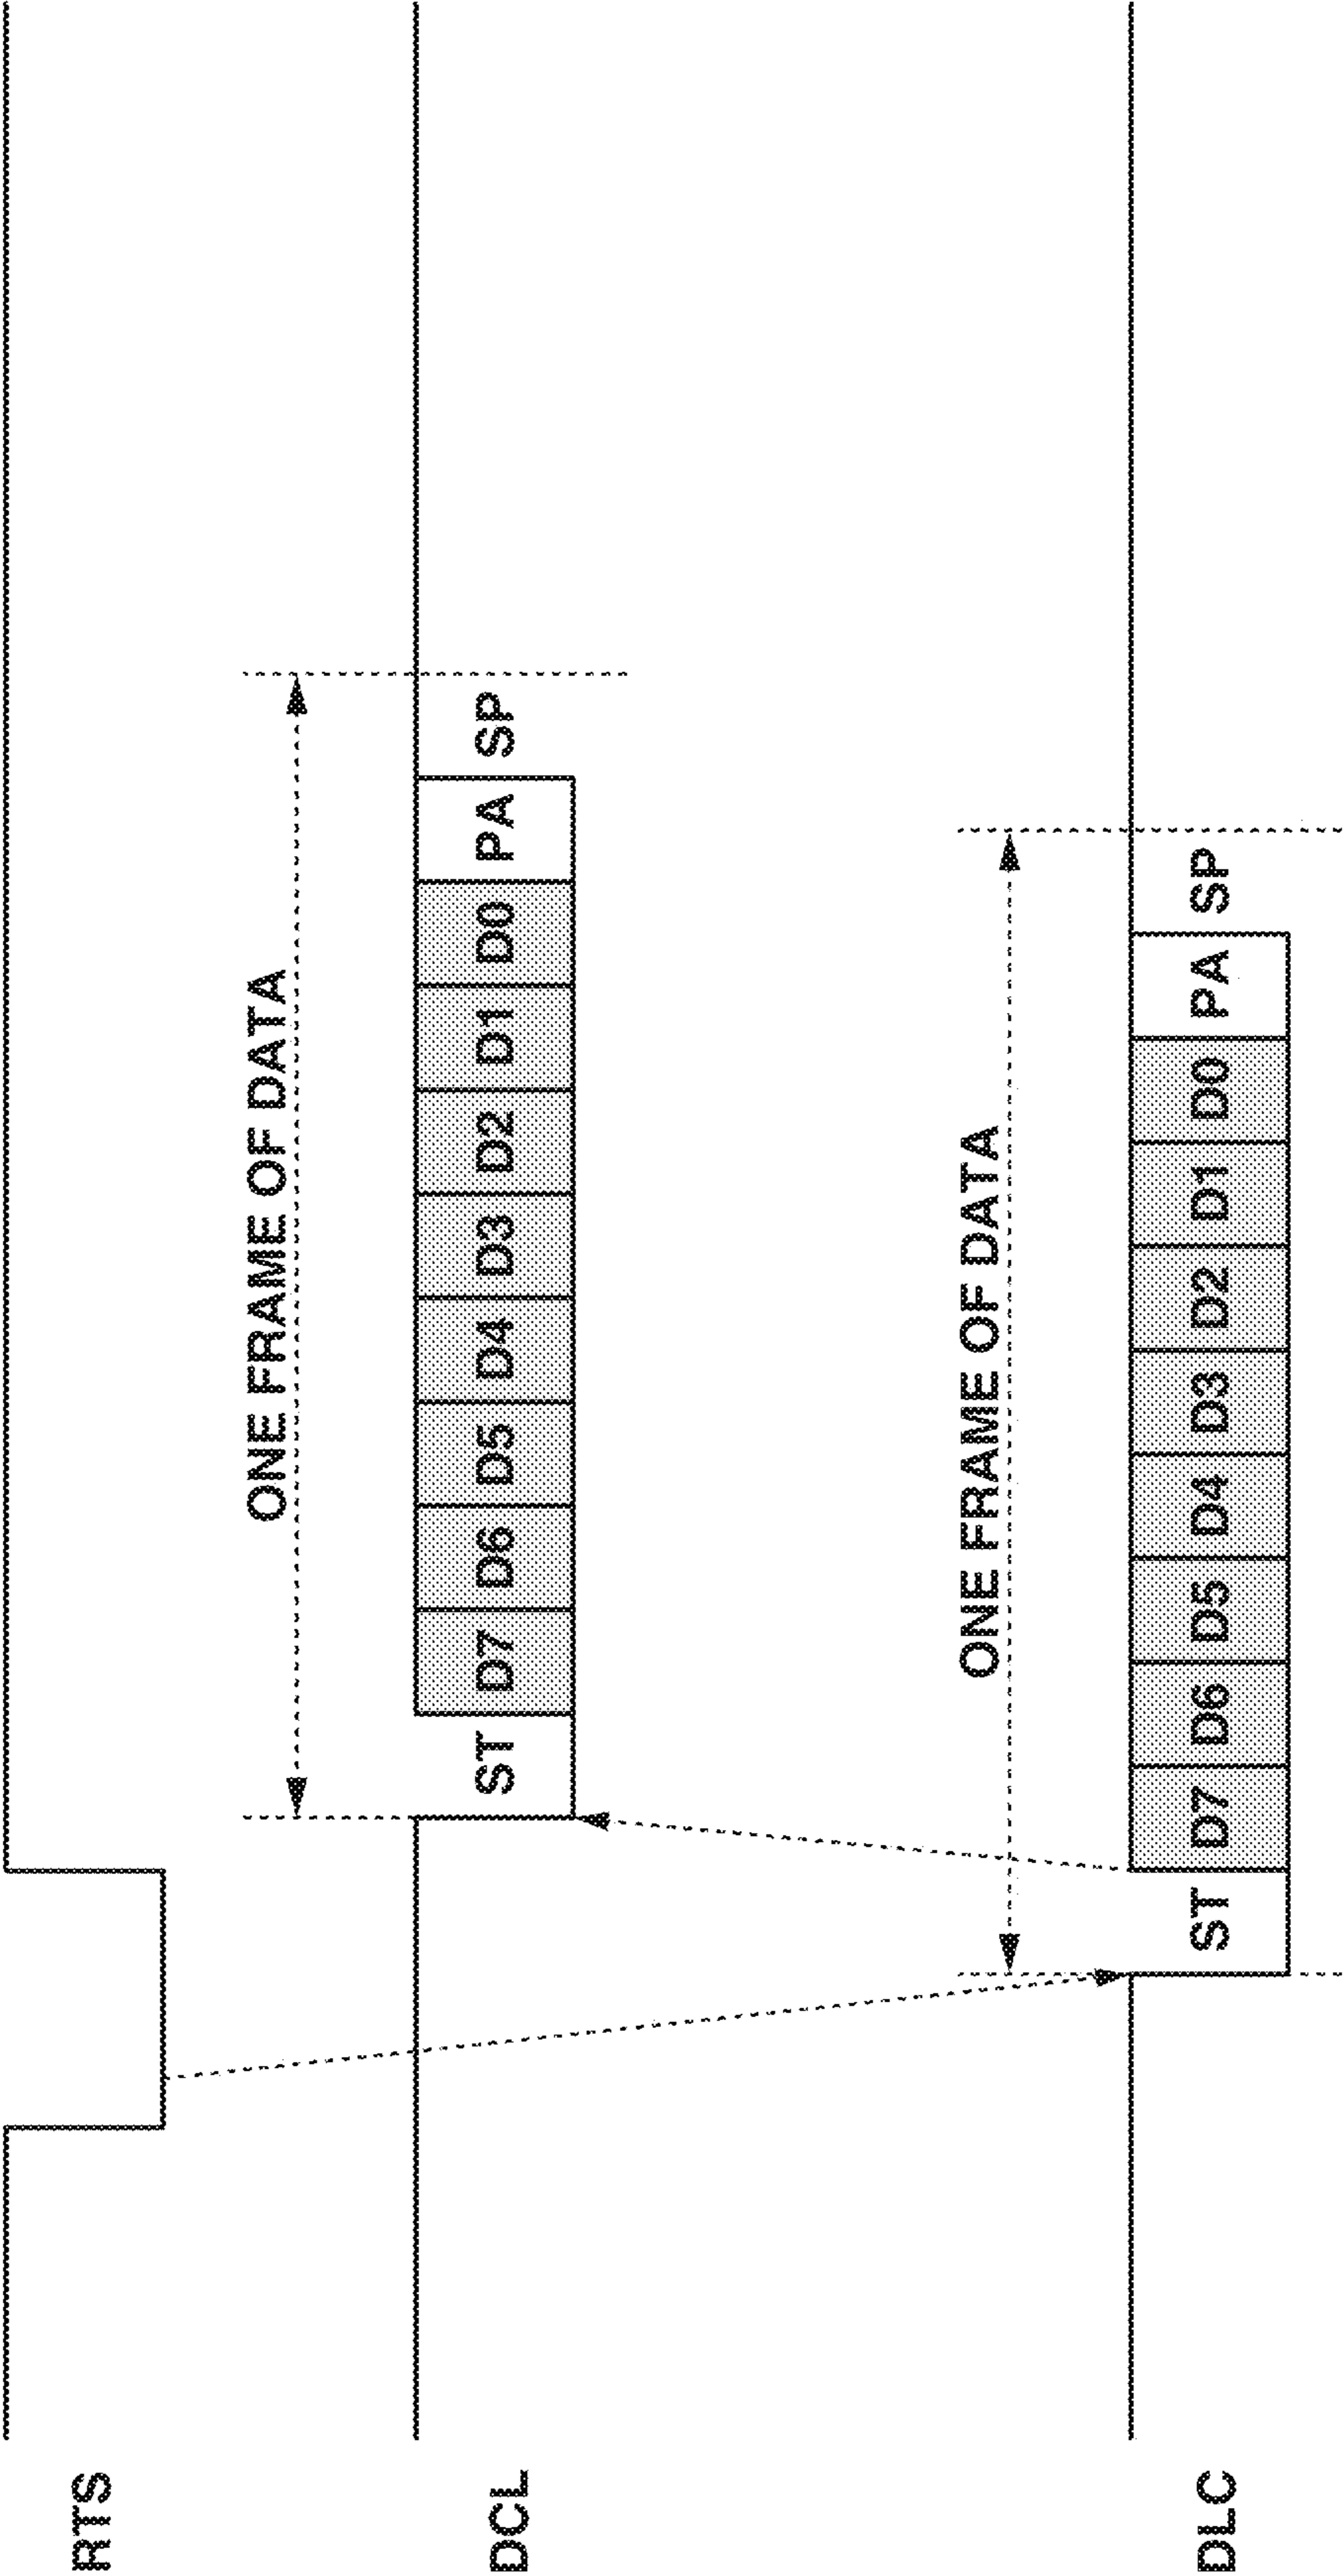 RTS
ONE FRAME OF DATA
DCL ST D7 D6 D5 D4 D3 D2 D1 D0 PA SP
ONE FRAME OF DATA
DLC ST D7 D6 D5 D4 D3 D2 D1 D0 PA SP